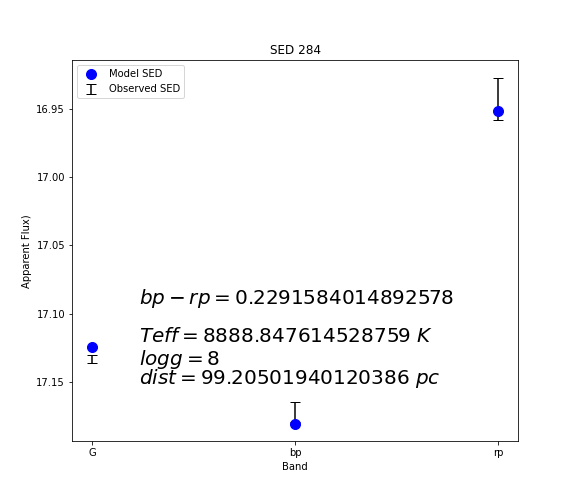 SED 284
Model SED
Observed SED
16.95
17.00
17.05
17.10
17.15
Apparent Flux)
bp − rp = 0.2291584014892578
Teff = 8888.847614528759 K
logg = 8
dist = 99.20501940120386 pc
G
bp
rp
Band